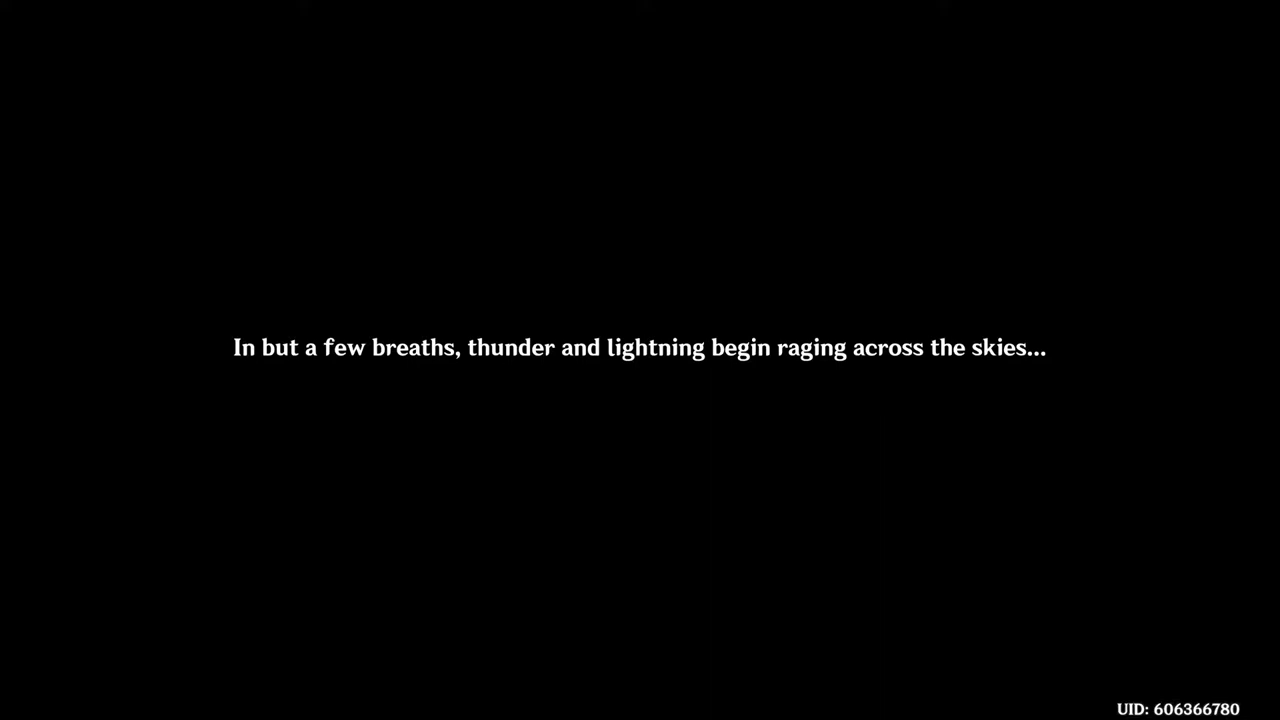 In but a few breaths, thunder and lightning begin raging across the skies...
UID: 606366780